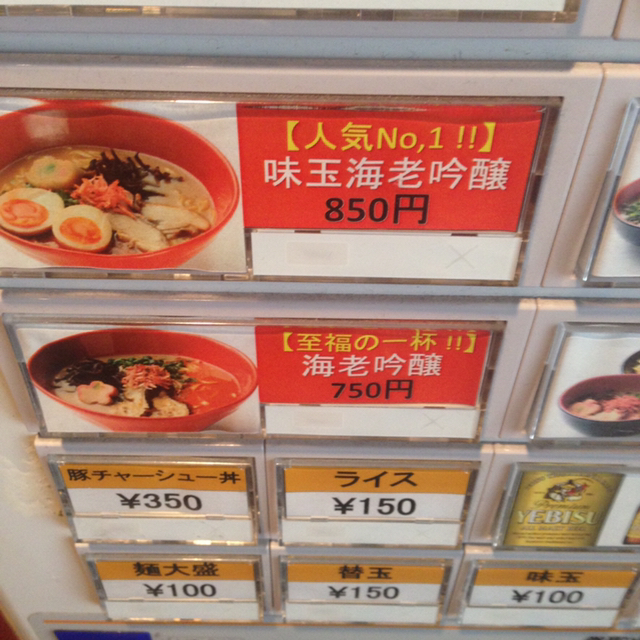 【人気No,1 !!】
味玉海老吟醸
850円
【至福の一杯 !!】
海老吟醸
750円
豚チャーシュー丼
¥350
ライス
¥150
YEBISU
麺大盛
¥100
替玉
¥150
味玉
¥100